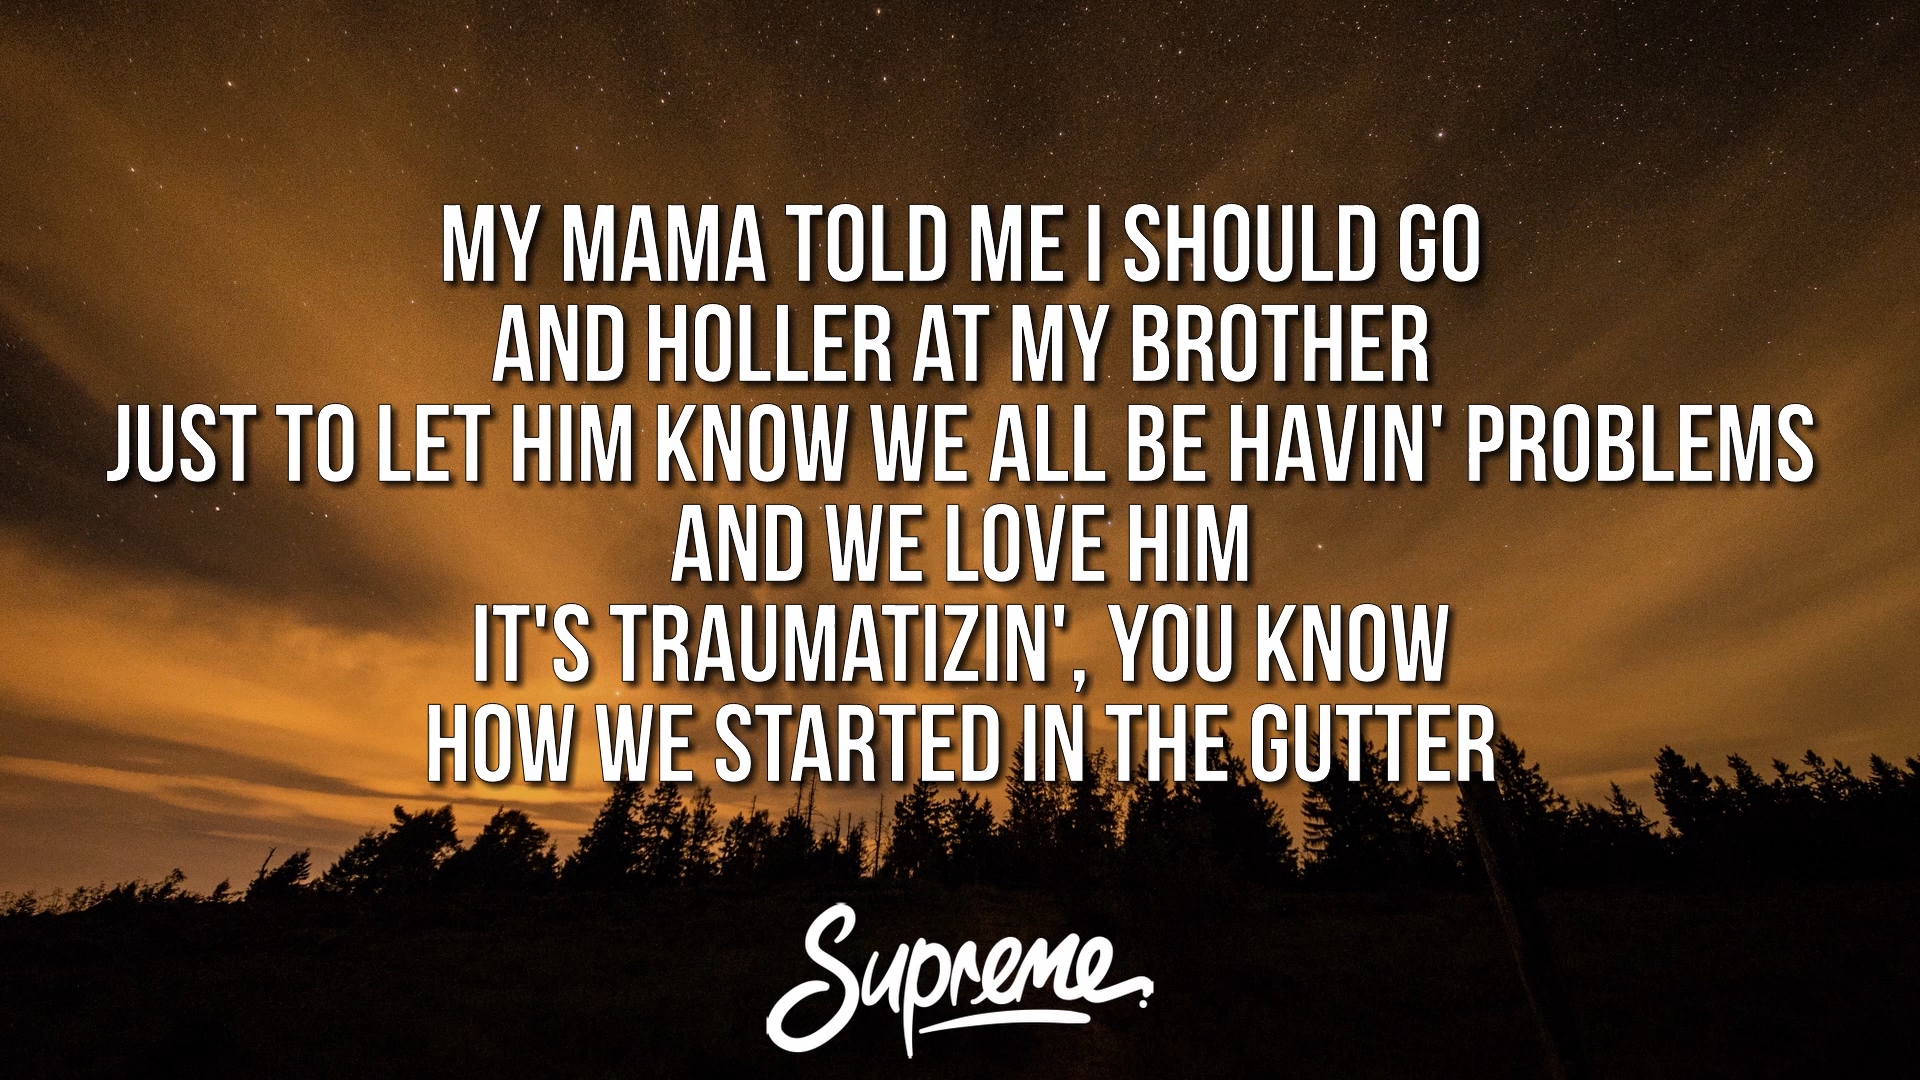 MY MAMA TOLD ME I SHOULD GO
AND HOLLER AT MY BROTHER
JUST TO LET HIM KNOW WE ALL BE HAVIN' PROBLEMS
AND WE LOVE HIM
IT'S TRAUMATIZIN', YOU KNOW
HOW WE STARTED IN THE GUTTER
Supreme.